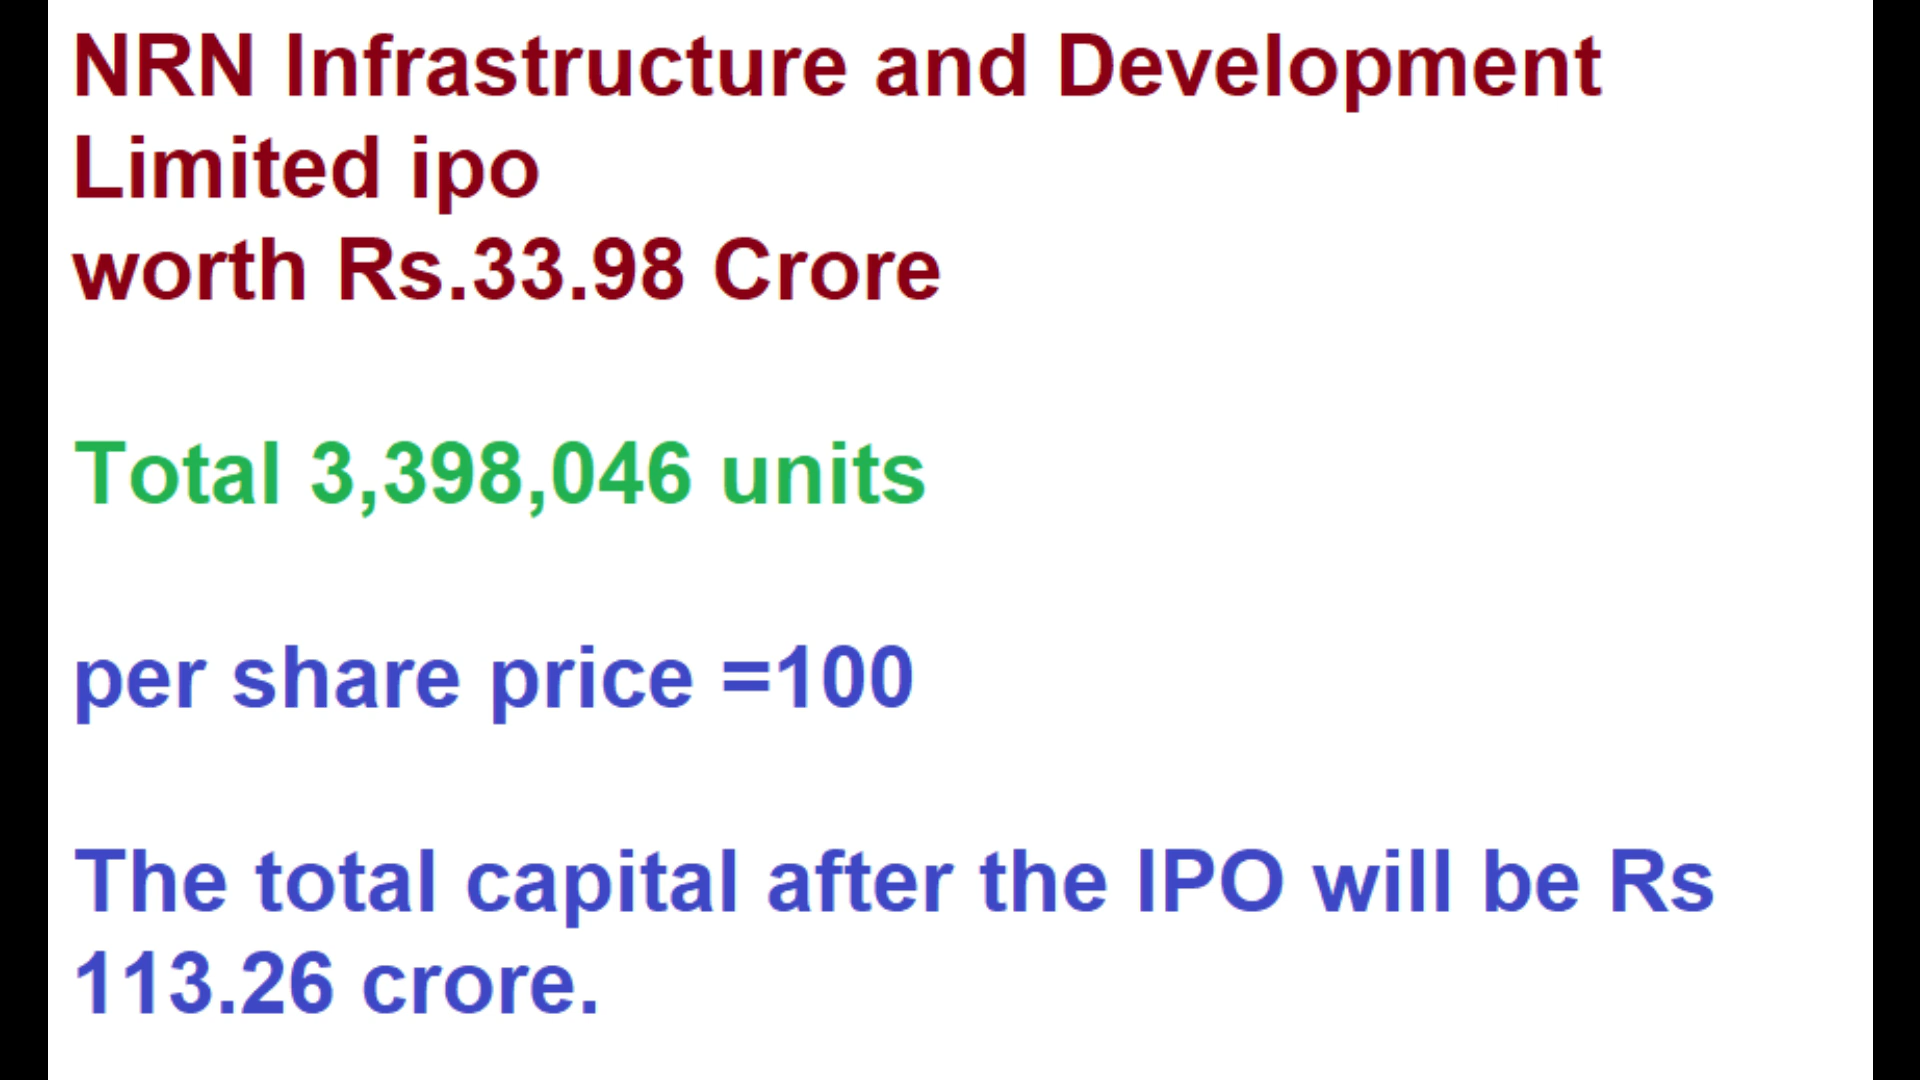 NRN Infrastructure and Development
Limited ipo
worth Rs.33.98 Crore
Total 3,398,046 units
per share price =100
The total capital after the IPO will be Rs
113.26 crore.